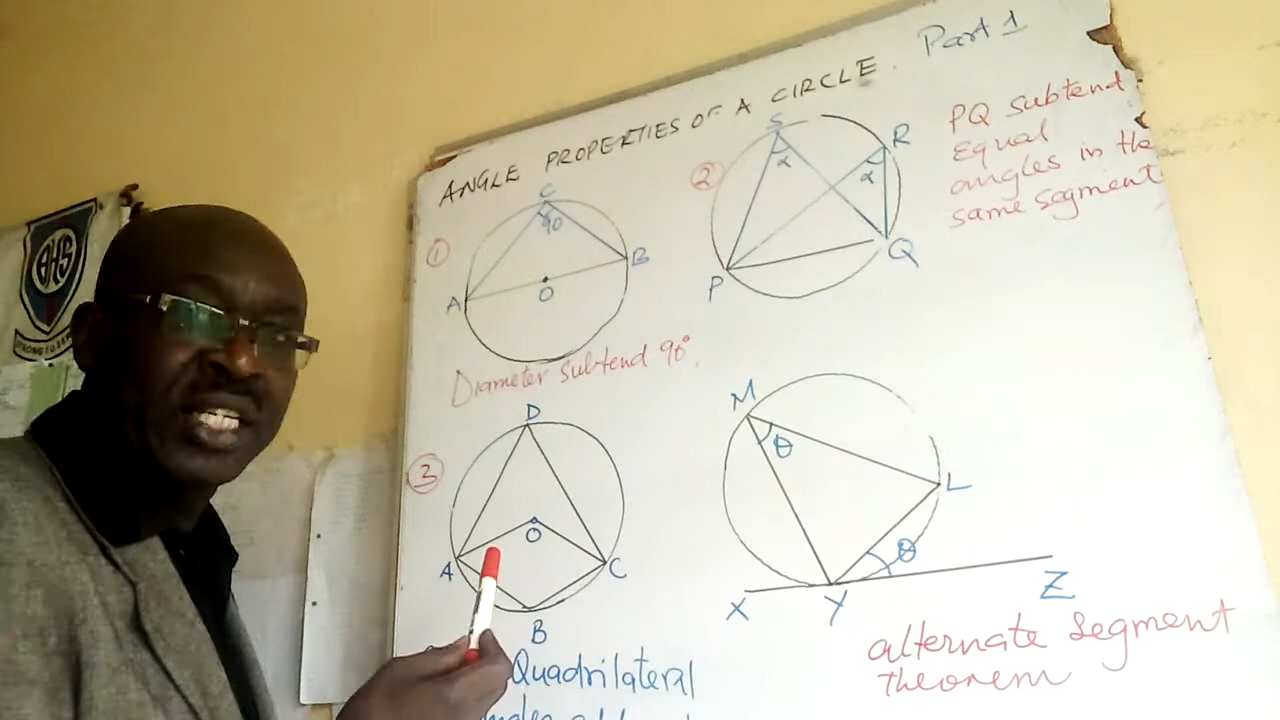 ANGLE PROPERTIES OF A CIRCLE. Part 1
①
C
90
A
B
O
Diameter subtend 90°.
②
S
R
α
α
P
Q
PQ subtend
Equal
angles in the
same segment
③
D
O
A
C
B
Quadrilateral
M
θ
L
θ
X
Y
Z
alternate segment
theorem
BHS